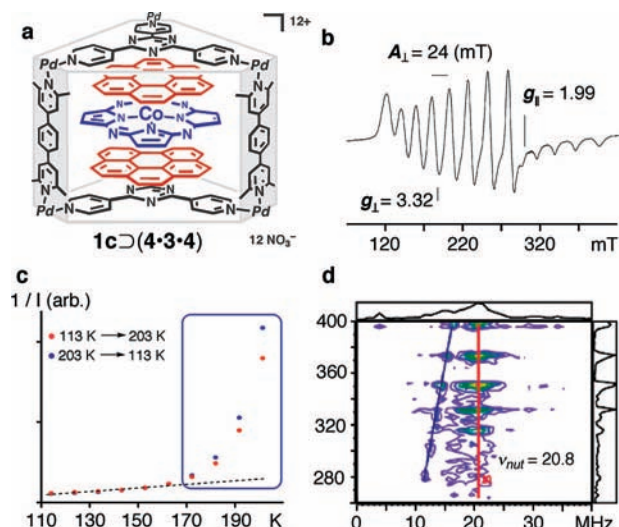 a
Pd
12+
N
N N
Pd N N Pd
N N
N Co N
N N
N
N
N N
Pd N N Pd
Pd
1c⊃(4•3•4)
12 NO₃⁻
b
A⊥ = 24 (mT)
g∥ = 1.99
g⊥ = 3.32
120 220 320 mT
c
1 / I (arb.)
113 K → 203 K
203 K → 113 K
110 130 150 170 190 K
d
400
360
320
280
νnut = 20.8
0 10 20 30 MHz